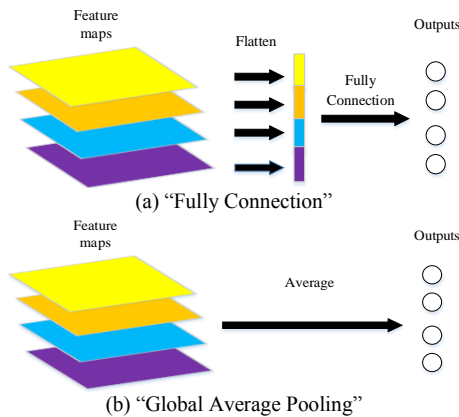 Feature
maps
Flatten
Fully
Connection
Outputs
(a) “Fully Connection”
Feature
maps
Average
Outputs
(b) “Global Average Pooling”